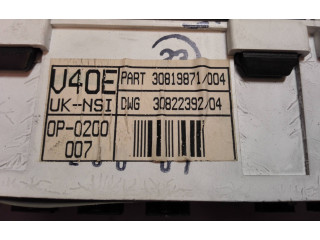 V40E
PART 30819871/004
UK--NSI
DWG 30822392/04
OP-0200
007